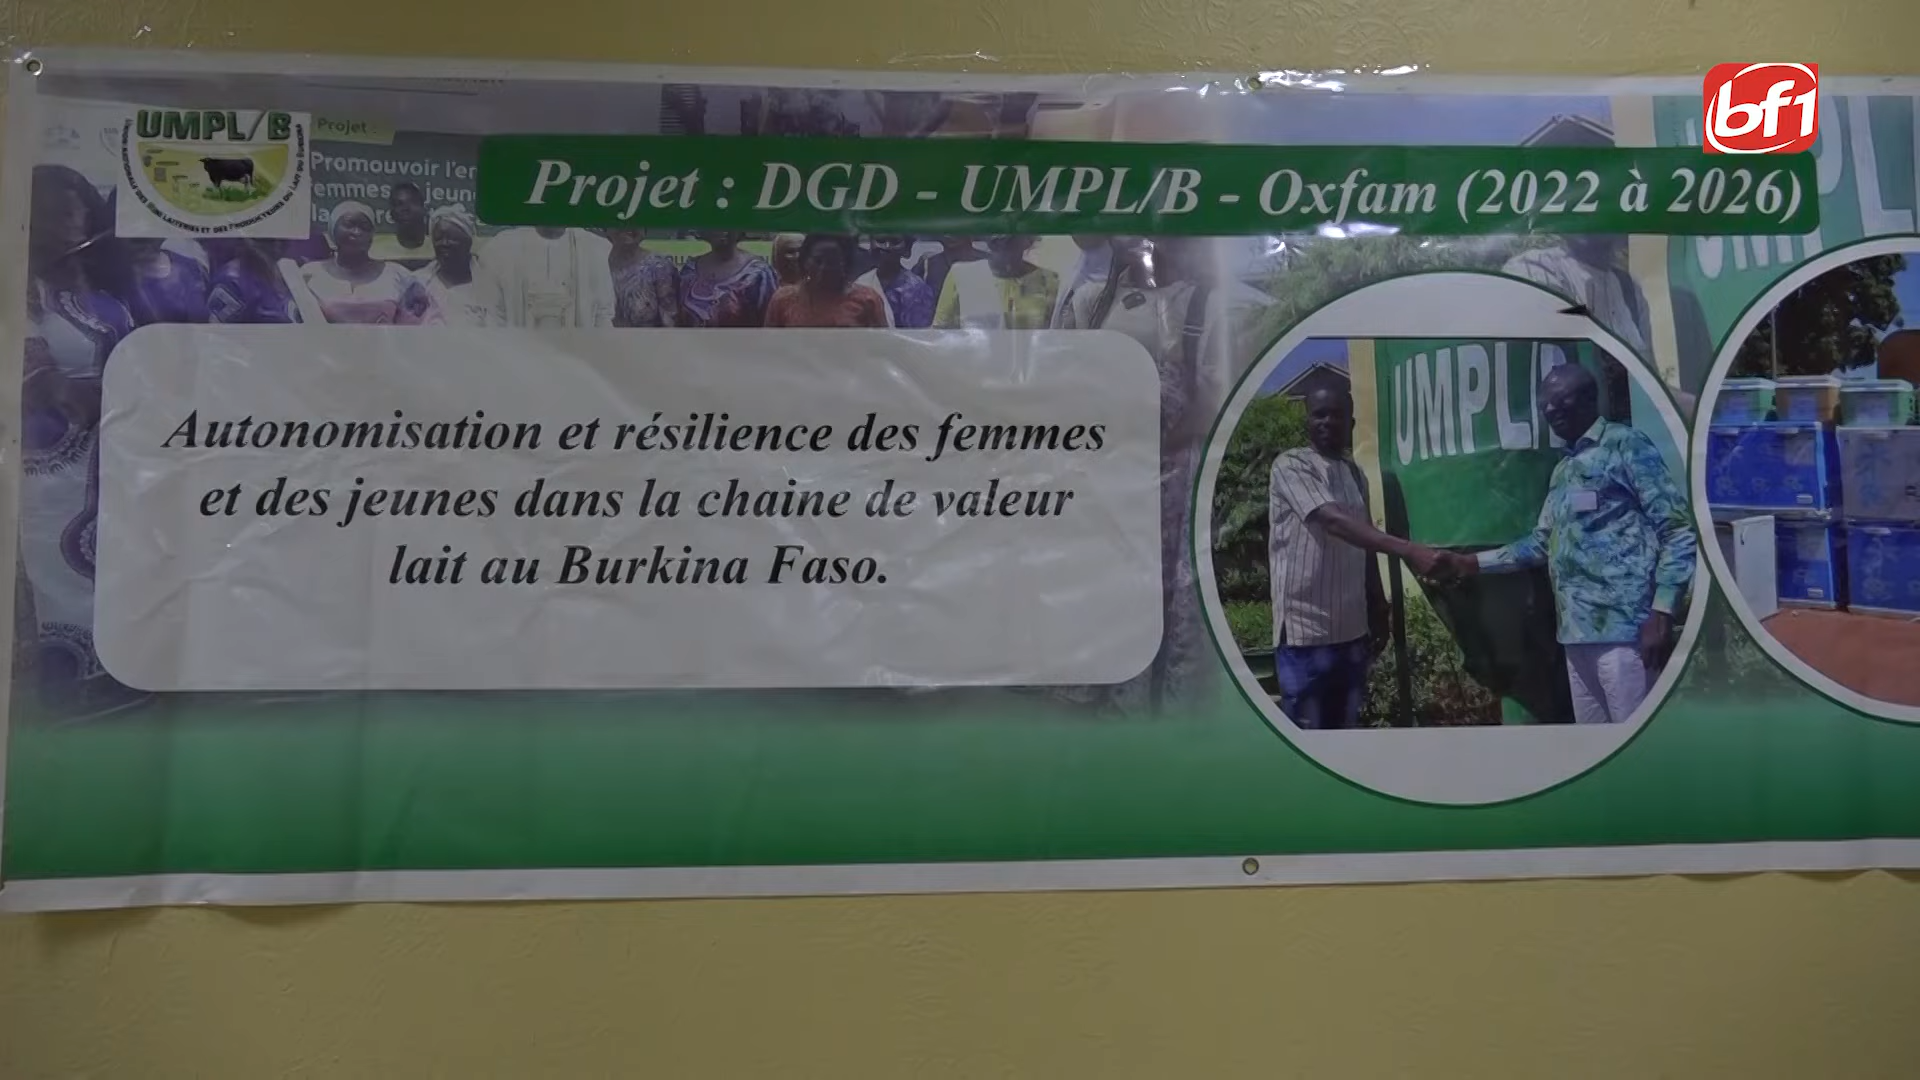 bf1
UMPL/B
Projet :
Promouvoir l'en
Projet : DGD - UMPL/B - Oxfam (2022 à 2026)
Autonomisation et résilience des femmes
et des jeunes dans la chaine de valeur
lait au Burkina Faso.
UMPL/B